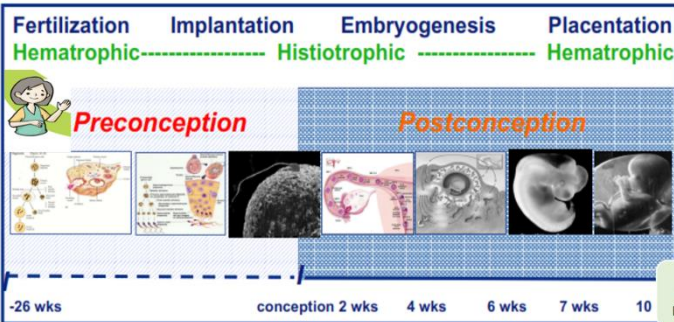 Fertilization Implantation Embryogenesis Placentation
Hematrophic----------------- Histiotrophic ---------------- Hematrophic
Preconception Postconception
-26 wks conception 2 wks 4 wks 6 wks 7 wks 10